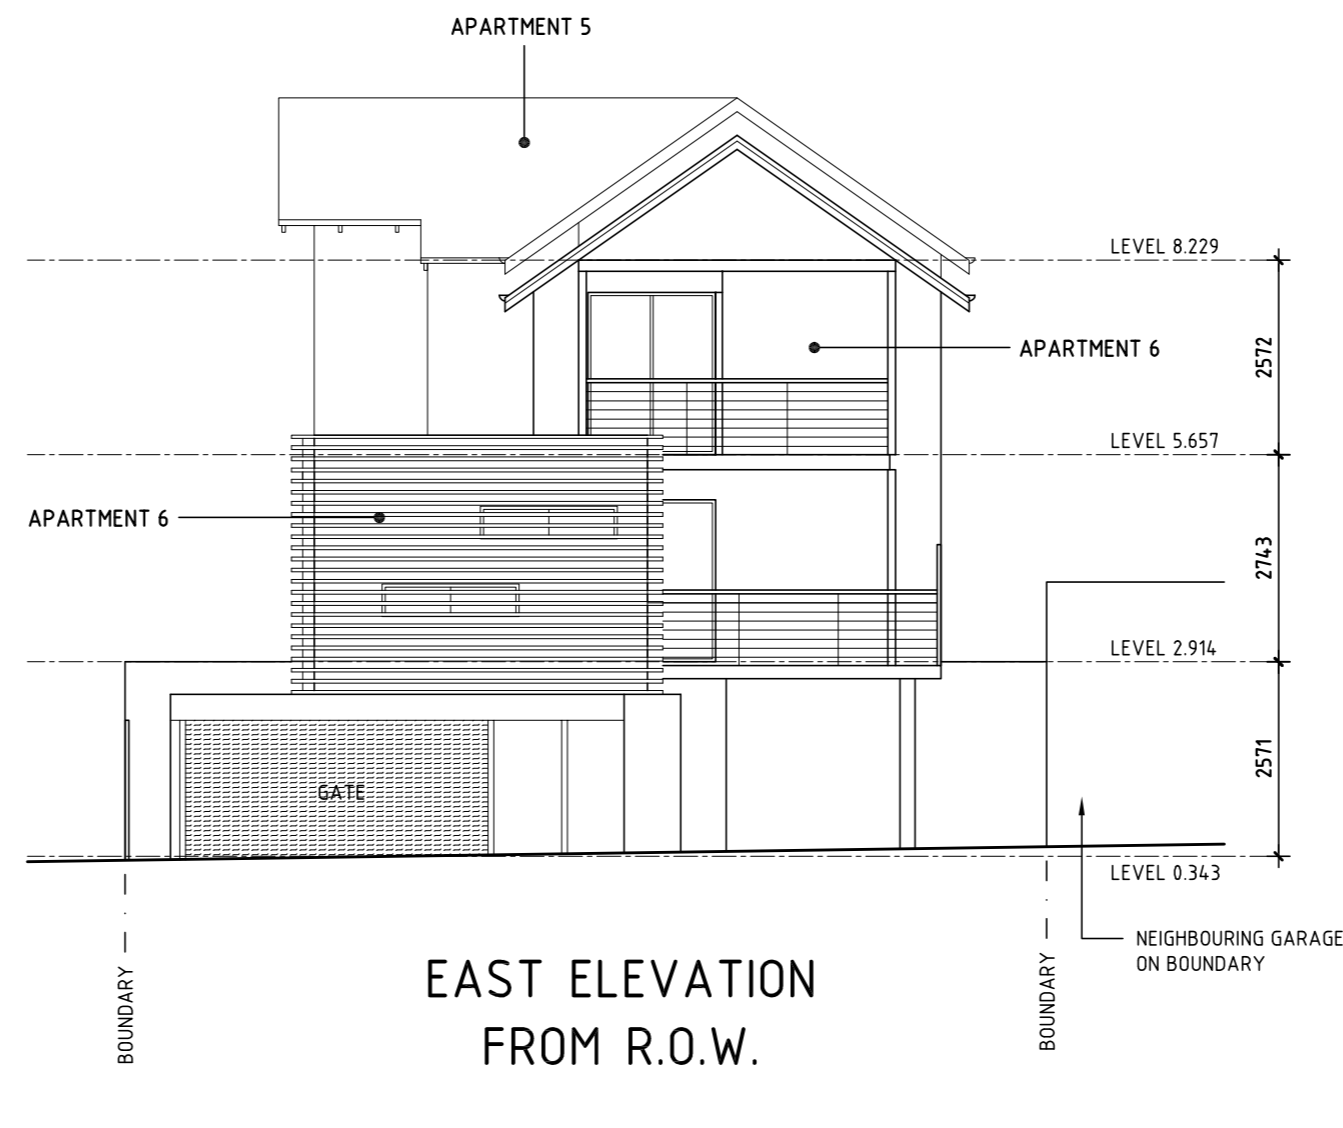 APARTMENT 5
LEVEL 8.229
2572
APARTMENT 6
LEVEL 5.657
APARTMENT 6
2743
LEVEL 2.914
2571
GATE
LEVEL 0.343
NEIGHBOURING GARAGE
ON BOUNDARY
BOUNDARY
BOUNDARY
EAST ELEVATION
FROM R.O.W.